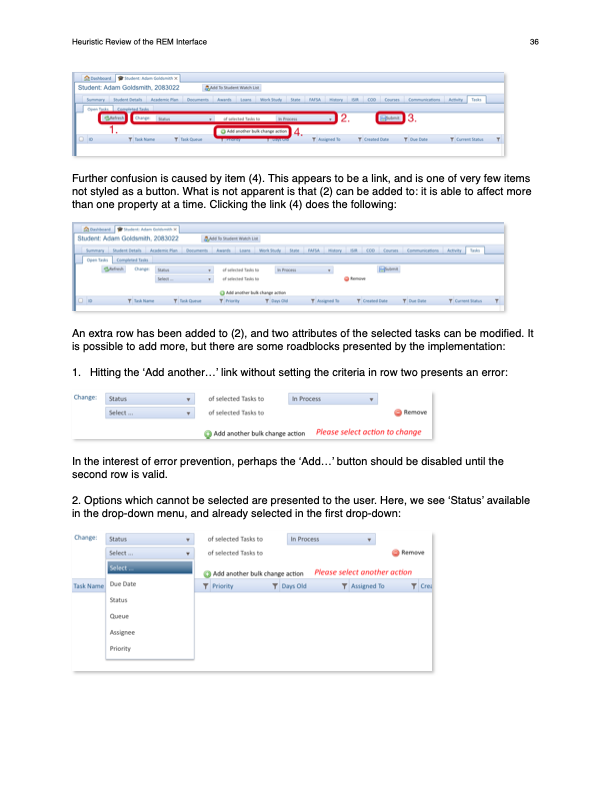 Heuristic Review of the REM Interface 36
Dashboard Student: Adam Goldsmith
Student: Adam Goldsmith, 2083022 Add To Student Watch List
Summary Student Details Academic Plan Documents Awards Loans Work Study State FAFSA History ISIR COD Courses Communications Activity Tasks
Open Tasks Completed Tasks
Refresh Change: Status of selected Tasks to In Process 2. Submit 3.
1. Add another bulk change action 4.
ID Task Name Task Queue Priority Days Old Assigned To Created Date Due Date Current Status
Further confusion is caused by item (4). This appears to be a link, and is one of very few items
not styled as a button. What is not apparent is that (2) can be added to: it is able to affect more
than one property at a time. Clicking the link (4) does the following:
Dashboard Student: Adam Goldsmith
Student: Adam Goldsmith, 2083022 Add To Student Watch List
Summary Student Details Academic Plan Documents Awards Loans Work Study State FAFSA History ISIR COD Courses Communications Activity Tasks
Open Tasks Completed Tasks
Refresh Change: Status of selected Tasks to In Process Submit
Select ... of selected Tasks to Remove
Add another bulk change action
ID Task Name Task Queue Priority Days Old Assigned To Created Date Due Date Current Status
An extra row has been added to (2), and two attributes of the selected tasks can be modified. It
is possible to add more, but there are some roadblocks presented by the implementation:
1. Hitting the ‘Add another…’ link without setting the criteria in row two presents an error:
Change: Status of selected Tasks to In Process
Select ... of selected Tasks to Remove
Add another bulk change action Please select action to change
In the interest of error prevention, perhaps the ‘Add…’ button should be disabled until the
second row is valid.
2. Options which cannot be selected are presented to the user. Here, we see ‘Status’ available
in the drop-down menu, and already selected in the first drop-down:
Change: Status of selected Tasks to In Process
Select ... of selected Tasks to Remove
Select ... Add another bulk change action Please select another action
Task Name Due Date Priority Days Old Assigned To Crea
Status
Queue
Assignee
Priority